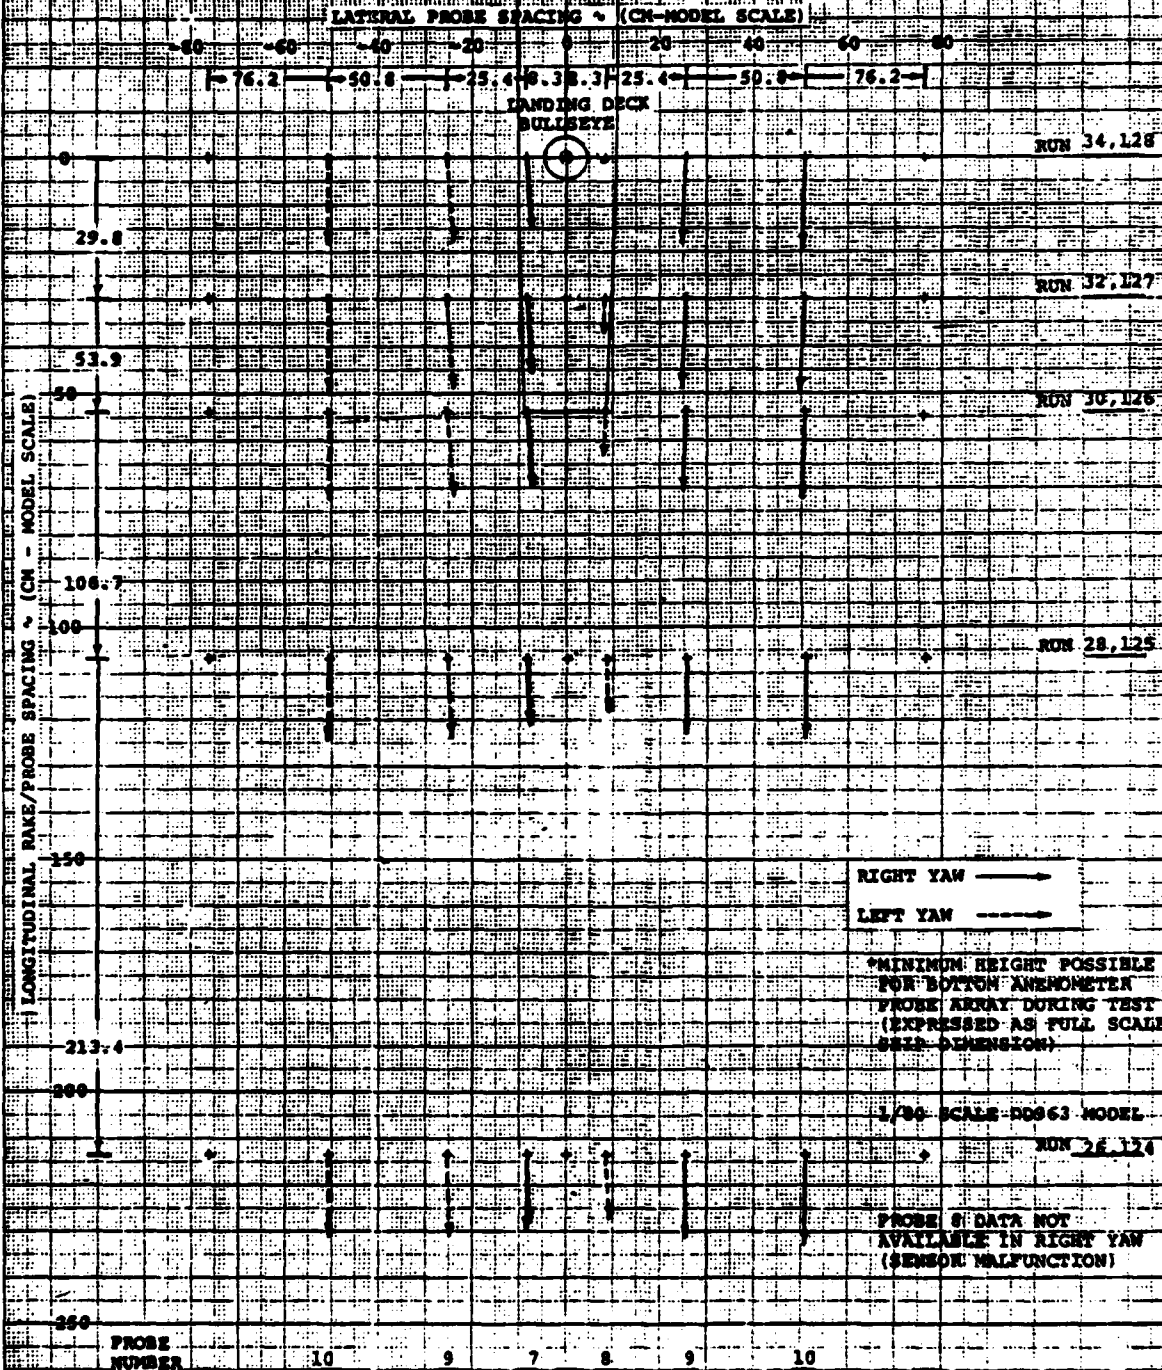 LATERAL PROBE SPACING ~ (CM-MODEL SCALE)
-80 -60 -40 -20 0 20 40 60 80
76.2 50.8 25.4 8.3 8.3 25.4 50.8 76.2
LANDING DECK
BULLSEYE
0
RUN 34,128
29.8
RUN 32,127
53.9
50
RUN 30,126
LONGITUDINAL RAKE/PROBE SPACING ~ (CM - MODEL SCALE)
106.7
100
RUN 28,125
150
RIGHT YAW
LEFT YAW
*MINIMUM HEIGHT POSSIBLE
FOR BOTTOM ANEMOMETER
PROBE ARRAY DURING TEST
(EXPRESSED AS FULL SCALE
SHIP DIMENSION)
213.4
200
1/80 SCALE DD963 MODEL
RUN 26,124
PROBE 8 DATA NOT
AVAILABLE IN RIGHT YAW
(SENSOR MALFUNCTION)
250
PROBE
NUMBER 10 9 7 8 9 10